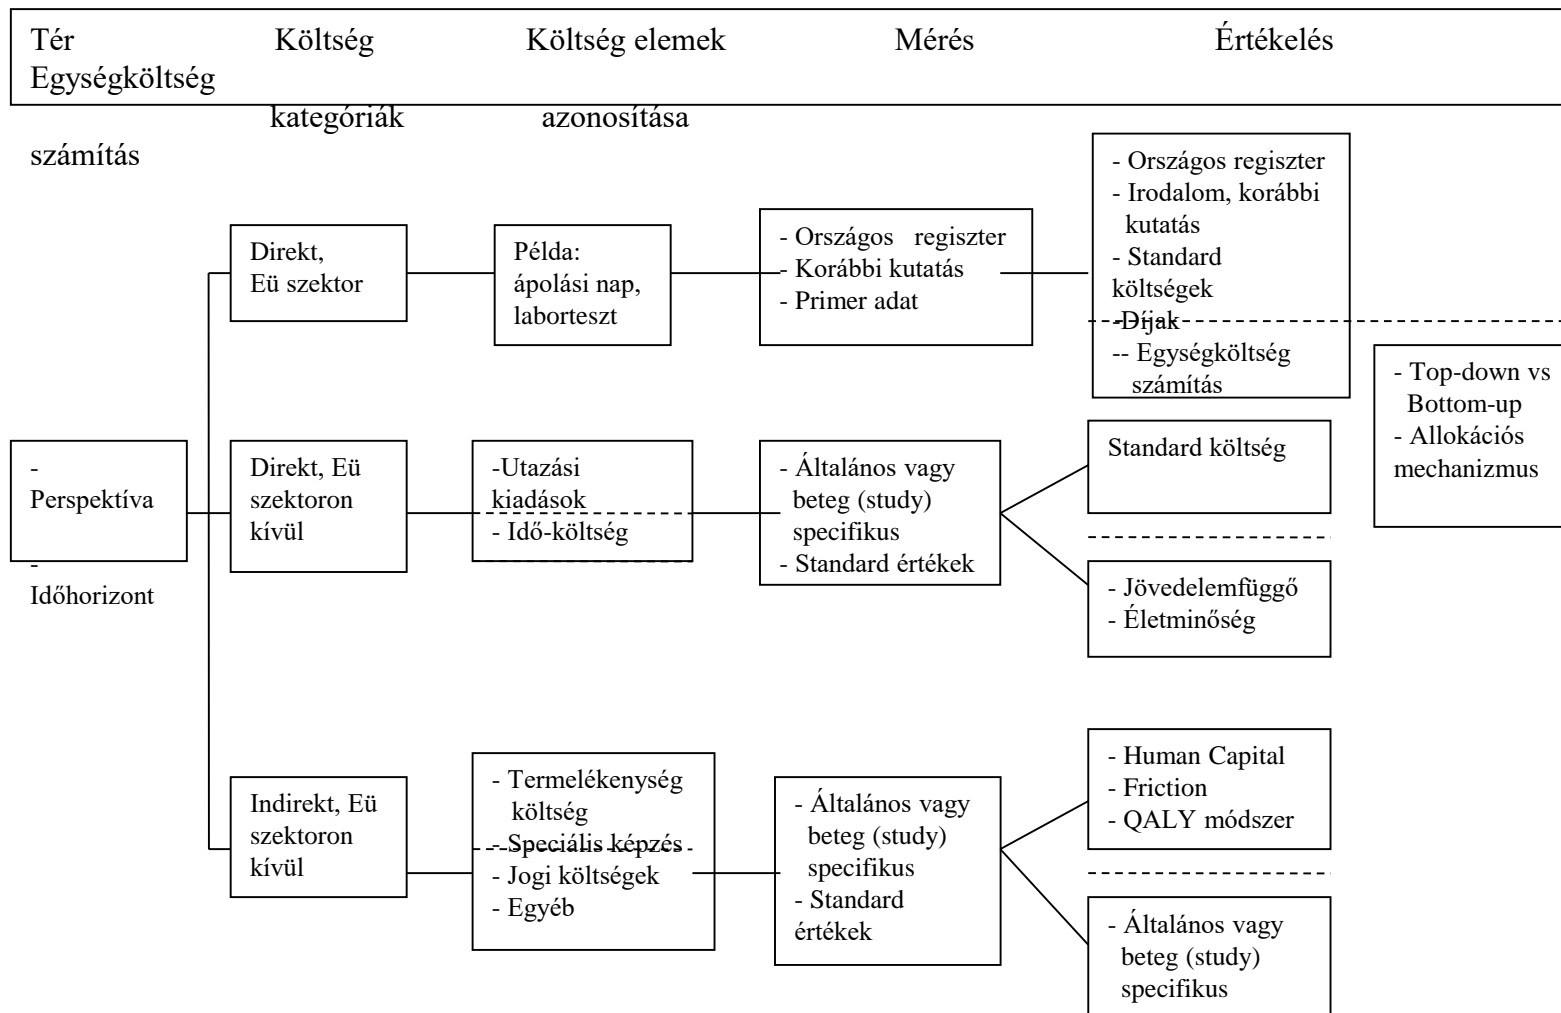 Tér Költség Költség elemek Mérés Értékelés
Egységköltség
kategóriák azonosítása
számítás
- Országos regiszter
- Irodalom, korábbi
kutatás
- Standard
költségek
-Díjak
-- Egységköltség
számítás
Direkt,
Eü szektor
Példa:
ápolási nap,
laborteszt
- Országos regiszter
- Korábbi kutatás
- Primer adat
- Top-down vs
Bottom-up
- Allokációs
mechanizmus
-
Perspektíva
-
Időhorizont
Direkt, Eü
szektoron
kívül
-Utazási
kiadások
- Idő-költség
- Általános vagy
beteg (study)
specifikus
- Standard értékek
Standard költség
- Jövedelemfüggő
- Életminőség
Indirekt, Eü
szektoron
kívül
- Termelékenység
költség
- Speciális képzés
- Jogi költségek
- Egyéb
- Általános vagy
beteg (study)
specifikus
- Standard
értékek
- Human Capital
- Friction
- QALY módszer
- Általános vagy
beteg (study)
specifikus